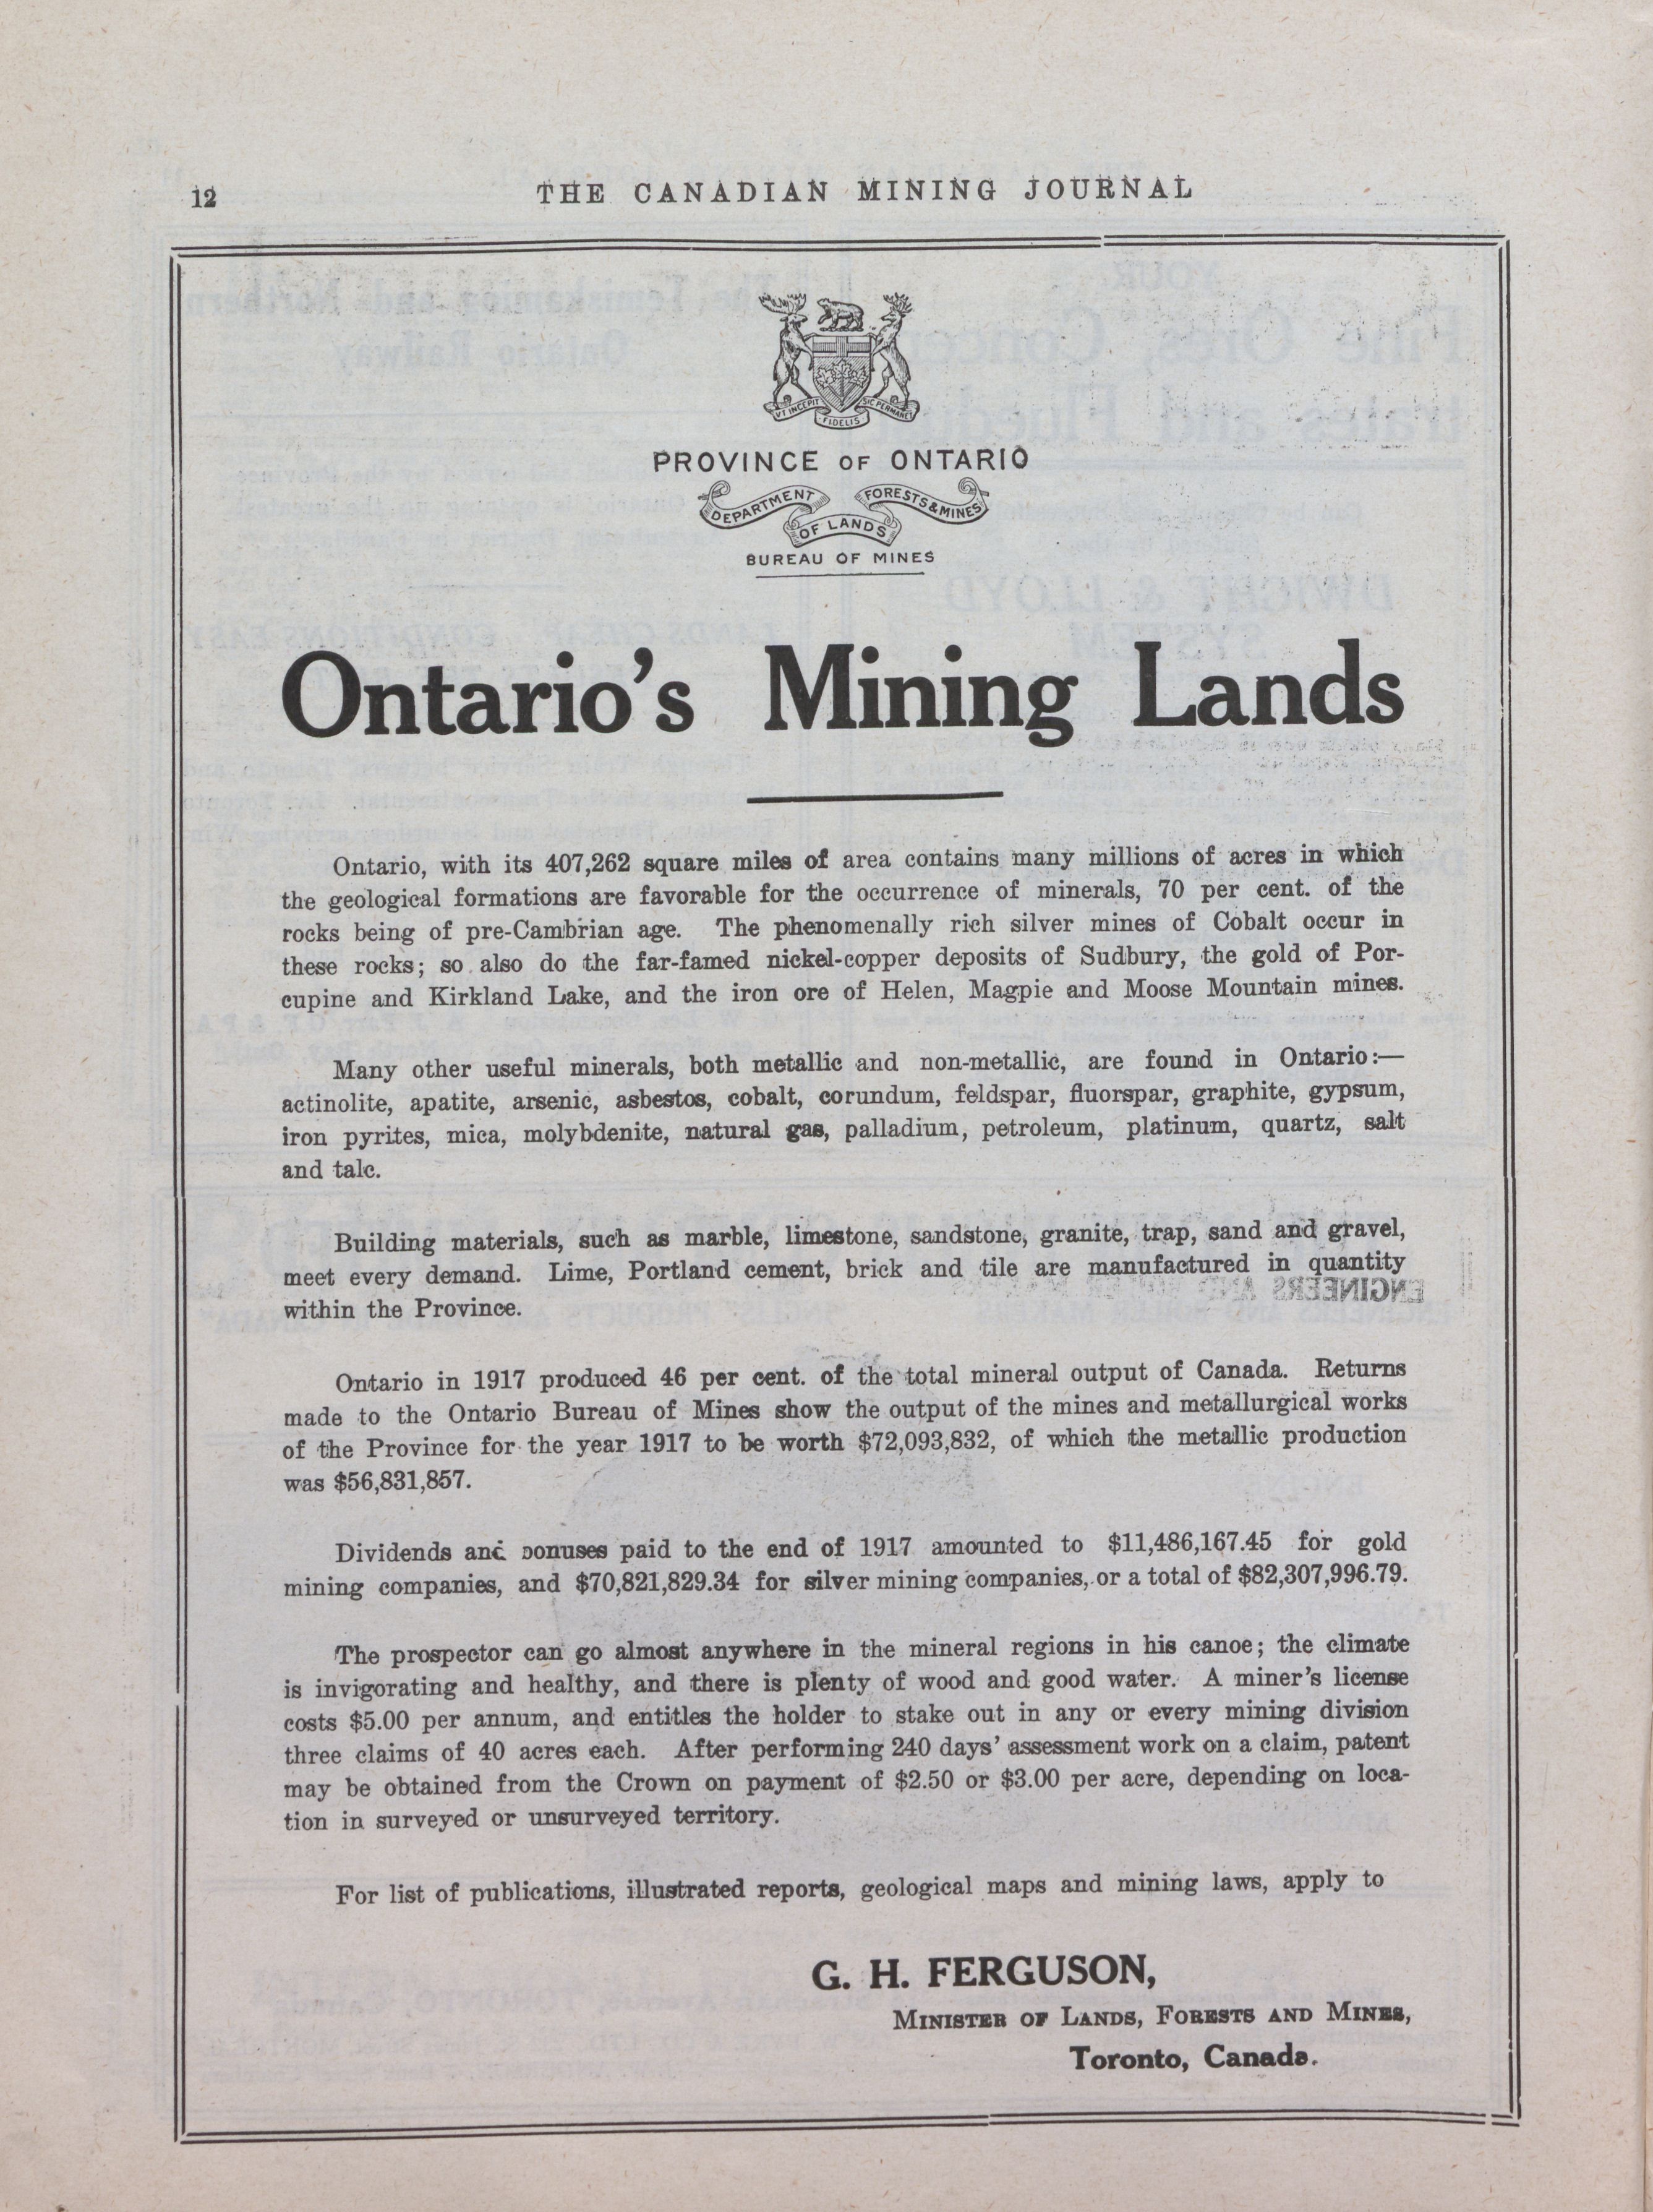 12
THE CANADIAN MINING JOURNAL
VT INCEPIT
FIDELIS
SIC PERMANET
PROVINCE OF ONTARIO
DEPARTMENT
OF LANDS
FORESTS & MINES
BUREAU OF MINES
Ontario's Mining Lands
Ontario, with its 407,262 square miles of area contains many millions of acres in which
the geological formations are favorable for the occurrence of minerals, 70 per cent. of the
rocks being of pre-Cambrian age. The phenomenally rich silver mines of Cobalt occur in
these rocks; so also do the far-famed nickel-copper deposits of Sudbury, the gold of Por-
cupine and Kirkland Lake, and the iron ore of Helen, Magpie and Moose Mountain mines.
Many other useful minerals, both metallic and non-metallic, are found in Ontario:—
actinolite, apatite, arsenic, asbestos, cobalt, corundum, feldspar, fluorspar, graphite, gypsum,
iron pyrites, mica, molybdenite, natural gas, palladium, petroleum, platinum, quartz, salt
and talc.
Building materials, such as marble, limestone, sandstone, granite, trap, sand and gravel,
meet every demand. Lime, Portland cement, brick and tile are manufactured in quantity
within the Province.
Ontario in 1917 produced 46 per cent. of the total mineral output of Canada. Returns
made to the Ontario Bureau of Mines show the output of the mines and metallurgical works
of the Province for the year 1917 to be worth $72,093,832, of which the metallic production
was $56,831,857.
Dividends and bonuses paid to the end of 1917 amounted to $11,486,167.45 for gold
mining companies, and $70,821,829.34 for silver mining companies, or a total of $82,307,996.79.
The prospector can go almost anywhere in the mineral regions in his canoe; the climate
is invigorating and healthy, and there is plenty of wood and good water. A miner's license
costs $5.00 per annum, and entitles the holder to stake out in any or every mining division
three claims of 40 acres each. After performing 240 days' assessment work on a claim, patent
may be obtained from the Crown on payment of $2.50 or $3.00 per acre, depending on loca-
tion in surveyed or unsurveyed territory.
For list of publications, illustrated reports, geological maps and mining laws, apply to
G. H. FERGUSON,
MINISTER OF LANDS, FORESTS AND MINES,
Toronto, Canada.